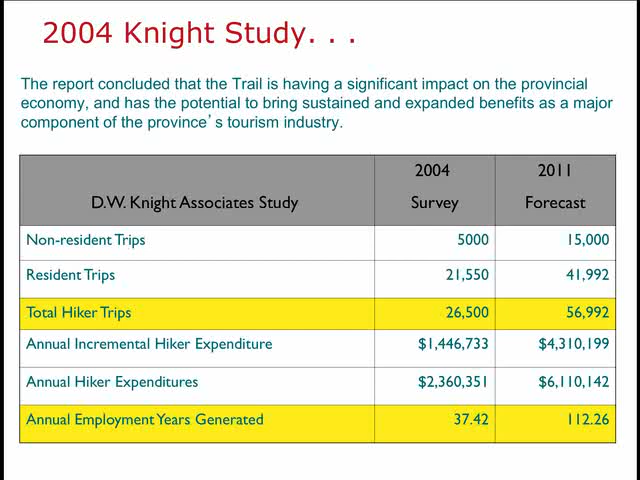 2004 Knight Study. . .
The report concluded that the Trail is having a significant impact on the provincial
economy, and has the potential to bring sustained and expanded benefits as a major
component of the province’s tourism industry.
D.W. Knight Associates Study 2004 Survey 2011 Forecast
Non-resident Trips 5000 15,000
Resident Trips 21,550 41,992
Total Hiker Trips 26,500 56,992
Annual Incremental Hiker Expenditure $1,446,733 $4,310,199
Annual Hiker Expenditures $2,360,351 $6,110,142
Annual Employment Years Generated 37.42 112.26